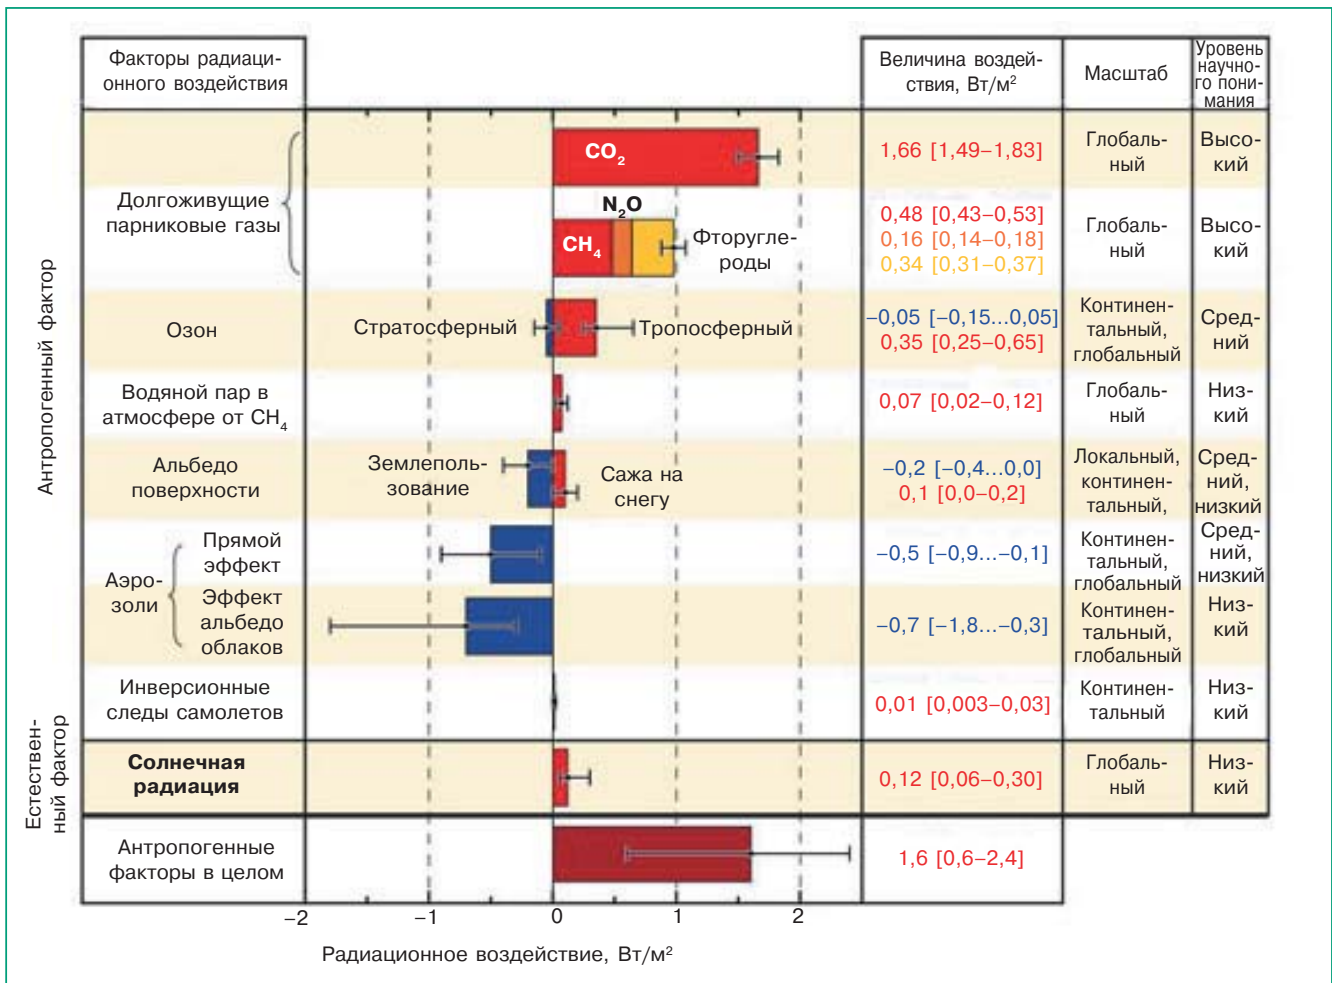 Факторы радиаци-
онного воздействия
Величина воздей-
ствия, Вт/м²
Масштаб
Уровень
научно-
го пони-
мания
Антропогенный фактор
Долгоживущие
парниковые газы
CO₂
1,66 [1,49–1,83]
Глобаль-
ный
Высо-
кий
N₂O
CH₄
Фторугле-
роды
0,48 [0,43–0,53]
0,16 [0,14–0,18]
0,34 [0,31–0,37]
Глобаль-
ный
Высо-
кий
Озон
Стратосферный
Тропосферный
–0,05 [–0,15...0,05]
0,35 [0,25–0,65]
Континен-
тальный,
глобальный
Сред-
ний
Водяной пар в
атмосфере от CH₄
0,07 [0,02–0,12]
Глобаль-
ный
Низ-
кий
Альбедо
поверхности
Землеполь-
зование
Сажа на
снегу
–0,2 [–0,4...0,0]
0,1 [0,0–0,2]
Локальный,
континен-
тальный,
Сред-
ний,
низкий
Аэро-
золи
Прямой
эффект
–0,5 [–0,9...–0,1]
Континен-
тальный,
глобальный
Сред-
ний,
низкий
Эффект
альбедо
облаков
–0,7 [–1,8...–0,3]
Континен-
тальный,
глобальный
Низ-
кий
Инверсионные
следы самолетов
0,01 [0,003–0,03]
Континен-
тальный
Низ-
кий
Естествен-
ный фактор
Солнечная
радиация
0,12 [0,06–0,30]
Глобаль-
ный
Низ-
кий
Антропогенные
факторы в целом
1,6 [0,6–2,4]
–2 –1 0 1 2
Радиационное воздействие, Вт/м²